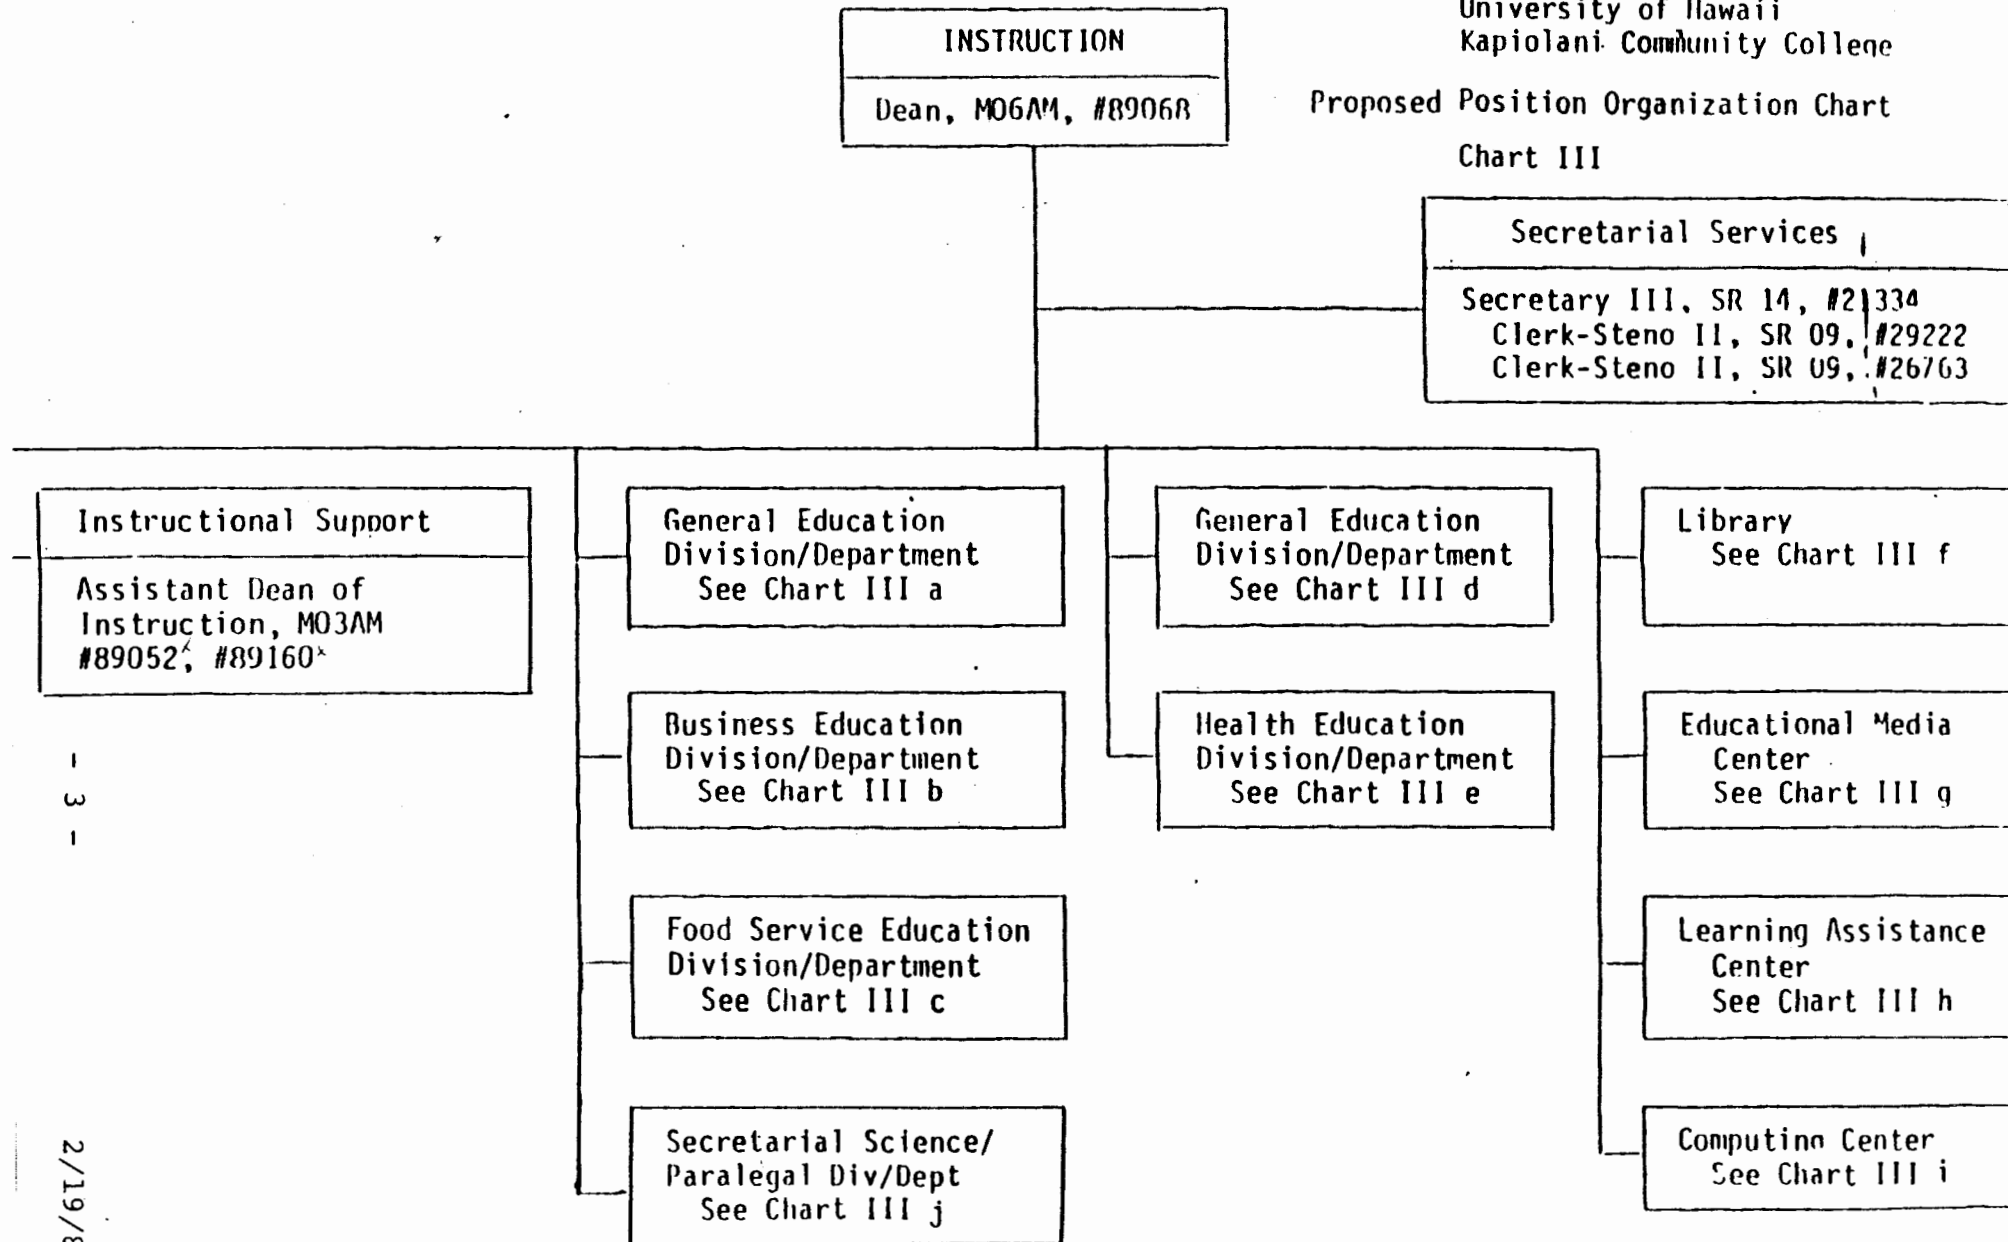 University of Hawaii
Kapiolani Community College
Proposed Position Organization Chart
Chart III
INSTRUCTION
Dean, M06AM, #89068
Secretarial Services
Secretary III, SR 14, #21334
Clerk-Steno II, SR 09, #29222
Clerk-Steno II, SR 09, #26763
Instructional Support
Assistant Dean of
Instruction, M03AM
#89052*, #89160*
General Education
Division/Department
See Chart III a
Business Education
Division/Department
See Chart III b
Food Service Education
Division/Department
See Chart III c
Secretarial Science/
Paralegal Div/Dept
See Chart III j
General Education
Division/Department
See Chart III d
Health Education
Division/Department
See Chart III e
Library
See Chart III f
Educational Media
Center
See Chart III g
Learning Assistance
Center
See Chart III h
Computing Center
See Chart III i
- 3 -
2/19/8